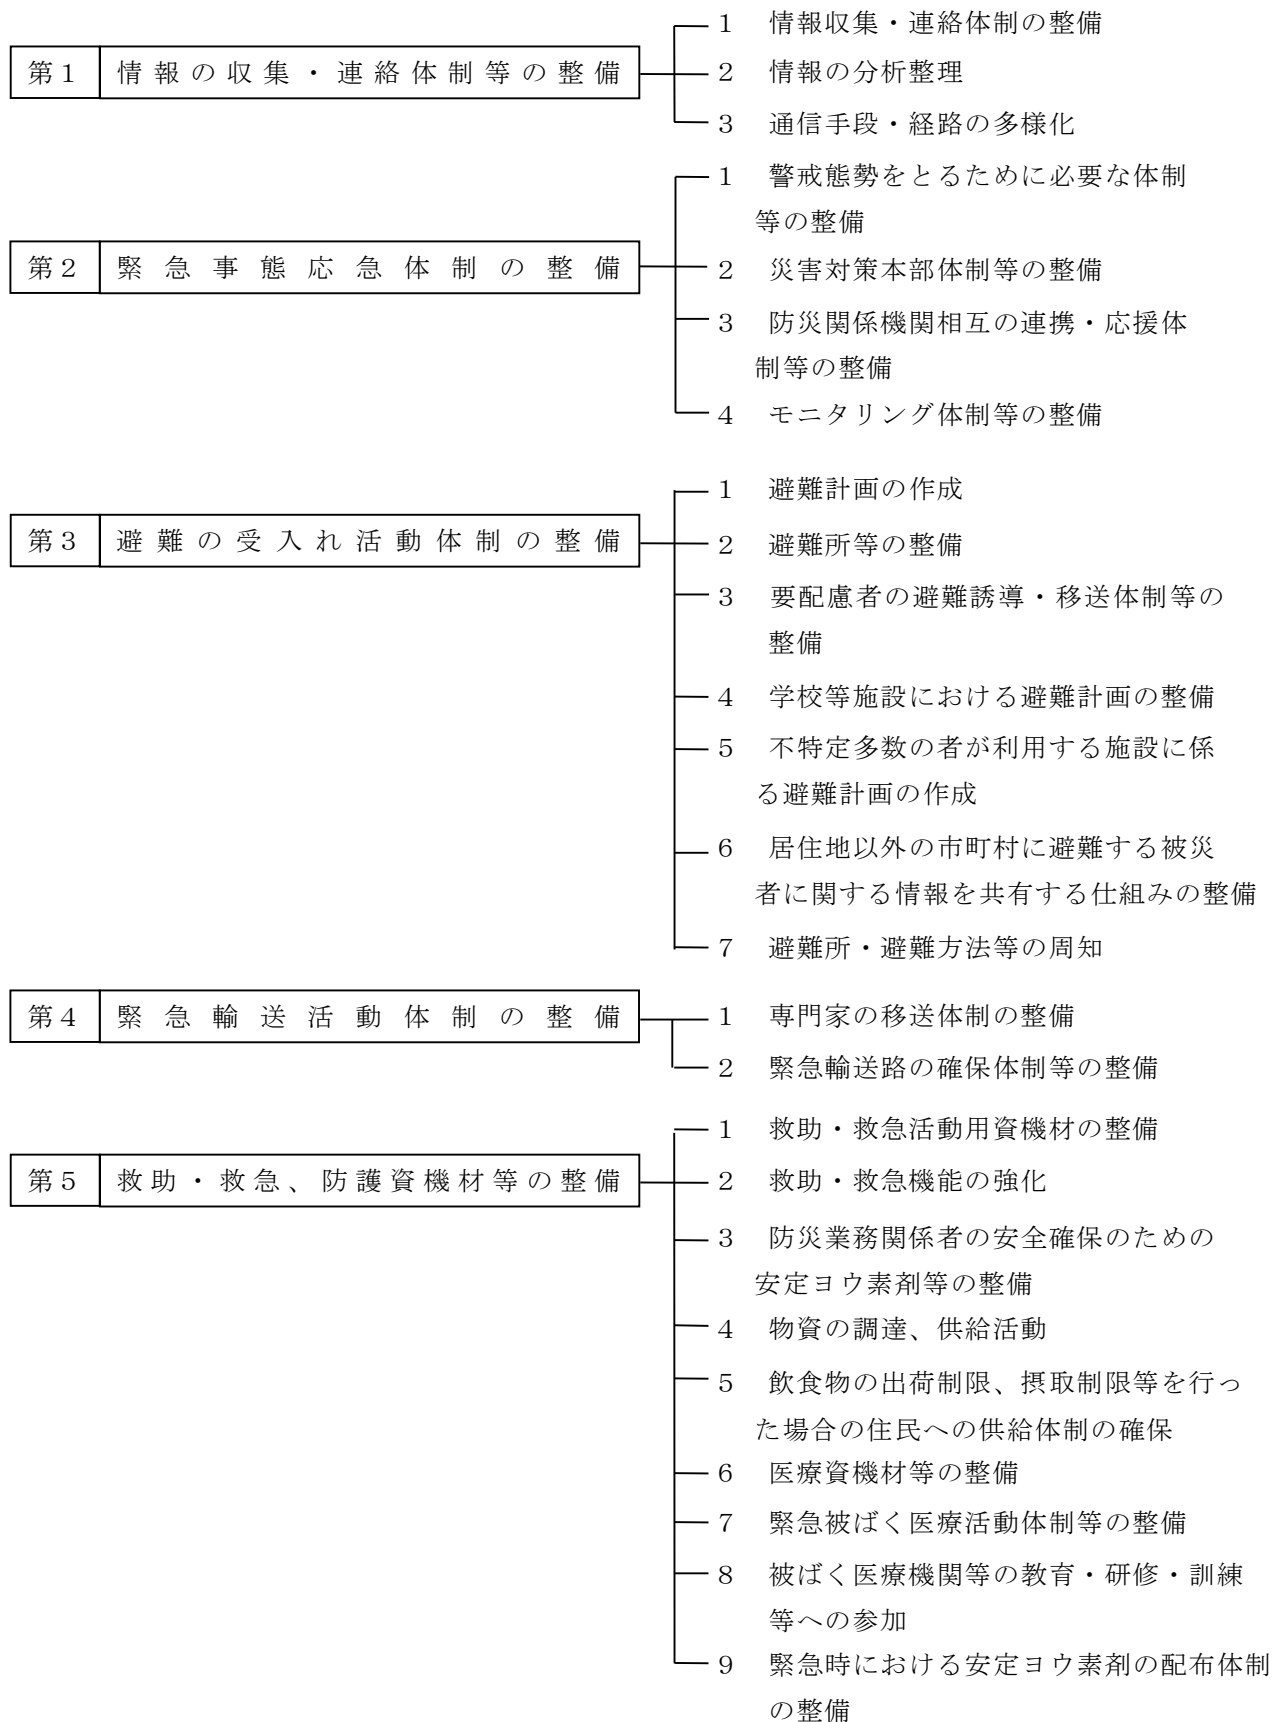 １　情報収集・連絡体制の整備
第１　情報の収集・連絡体制等の整備
２　情報の分析整理
３　通信手段・経路の多様化
１　警戒態勢をとるために必要な体制
等の整備
第２　緊急事態応急体制の整備
２　災害対策本部体制等の整備
３　防災関係機関相互の連携・応援体
制等の整備
４　モニタリング体制等の整備
１　避難計画の作成
第３　避難の受入れ活動体制の整備
２　避難所等の整備
３　要配慮者の避難誘導・移送体制等の
整備
４　学校等施設における避難計画の整備
５　不特定多数の者が利用する施設に係
る避難計画の作成
６　居住地以外の市町村に避難する被災
者に関する情報を共有する仕組みの整備
７　避難所・避難方法等の周知
第４　緊急輸送活動体制の整備
１　専門家の移送体制の整備
２　緊急輸送路の確保体制等の整備
１　救助・救急活動用資機材の整備
第５　救助・救急、防護資機材等の整備
２　救助・救急機能の強化
３　防災業務関係者の安全確保のための
安定ヨウ素剤等の整備
４　物資の調達、供給活動
５　飲食物の出荷制限、摂取制限等を行っ
た場合の住民への供給体制の確保
６　医療資機材等の整備
７　緊急被ばく医療活動体制等の整備
８　被ばく医療機関等の教育・研修・訓練
等への参加
９　緊急時における安定ヨウ素剤の配布体制
の整備